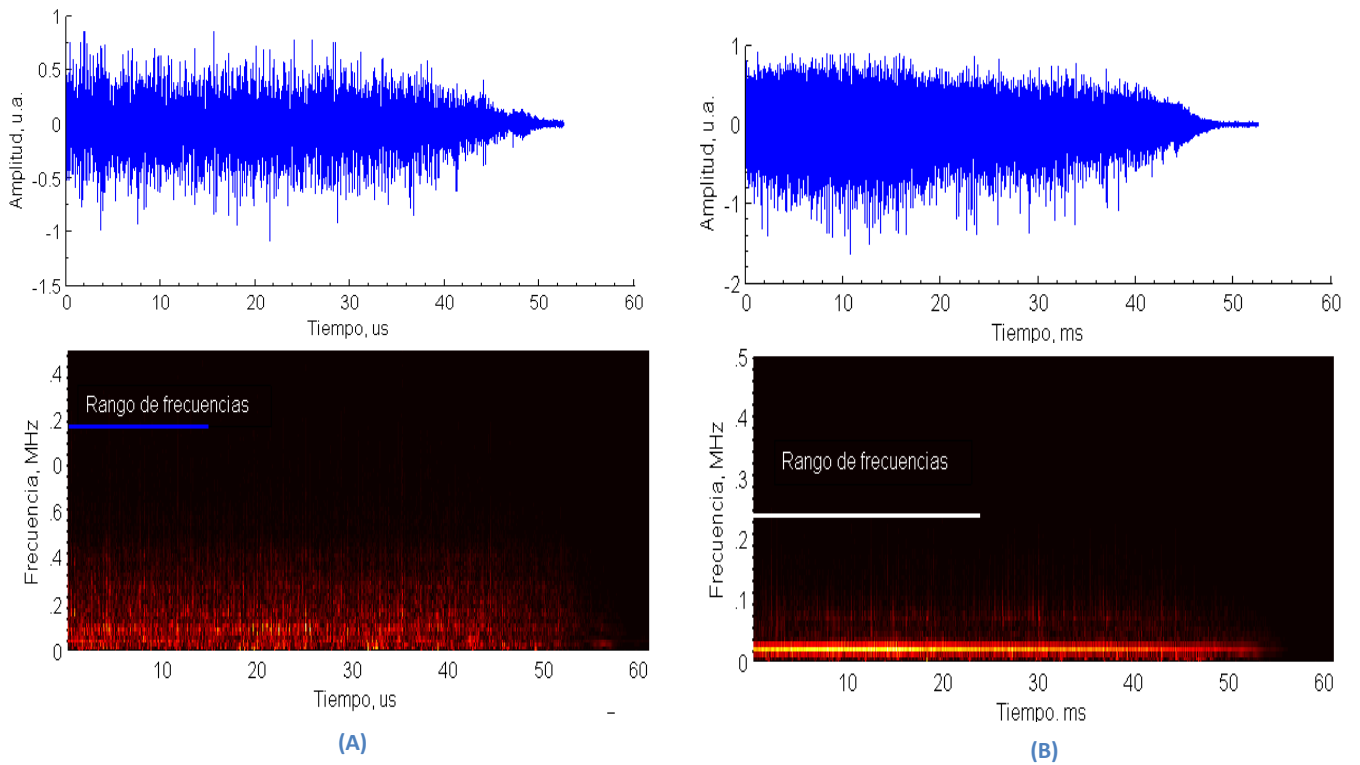 1
0.5
0
-0.5
-1
-1.5
Amplitud, u.a.
0 10 20 30 40 50 60
Tiempo, us
.4
.2
0
.6
.4
.2
0
Frecuencia, MHz
Rango de frecuencias
10 20 30 40 50 60
Tiempo, us
(A)
1
0
-1
-2
Amplitud, u.a.
0 10 20 30 40 50 60
Tiempo, ms
.5
.4
.3
.2
.1
0
Frecuencia, MHz
Rango de frecuencias
10 20 30 40 50 60
Tiempo, ms
(B)